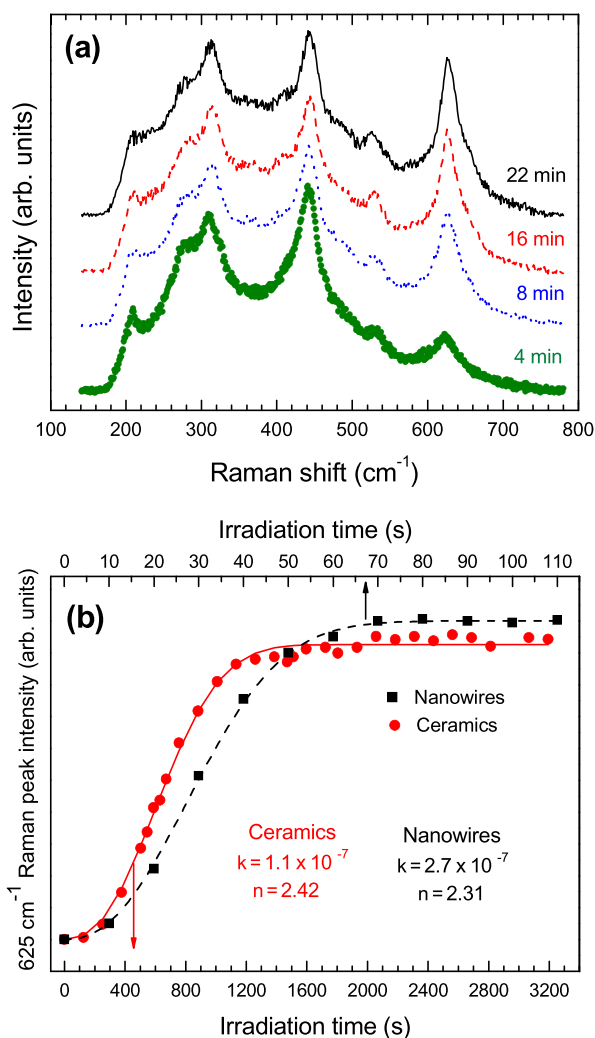 (a)
Intensity (arb. units)
22 min
16 min
8 min
4 min
100 200 300 400 500 600 700 800
Raman shift (cm⁻¹)
Irradiation time (s)
0 10 20 30 40 50 60 70 80 90 100 110
(b)
625 cm⁻¹ Raman peak intensity (arb. units)
Nanowires
Ceramics
Ceramics
k = 1.1 x 10⁻⁷
n = 2.42
Nanowires
k = 2.7 x 10⁻⁷
n = 2.31
0 400 800 1200 1600 2000 2400 2800 3200
Irradiation time (s)